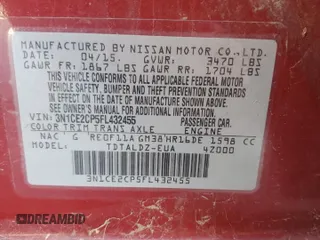 MANUFACTURED BY NISSAN MOTOR CO., LTD.
DATE: 04/15. GVWR: 3470 LBS
GAWR FR: 1867 LBS GAWR RR: 1704 LBS
THIS VEHICLE CONFORMS TO ALL APPLICABLE FEDERAL MOTOR
VEHICLE SAFETY, BUMPER AND THEFT PREVENTION STANDARDS
IN EFFECT ON THE DATE OF MANUFACTURE SHOWN ABOVE.
SEE OWNER'S MANUAL FOR ADDITIONAL INFORMATION
VIN: 3N1CE2CP5FL432455 PASSENGER CAR.
COLOR TRIM TRANS AXLE ENGINE
NAC G RE0F11A GM38 HR16DE 1598 CC
MODEL: TDTALDZ-EUA 4Z000
3N1CE2CP5FL432455
© DREAMBID